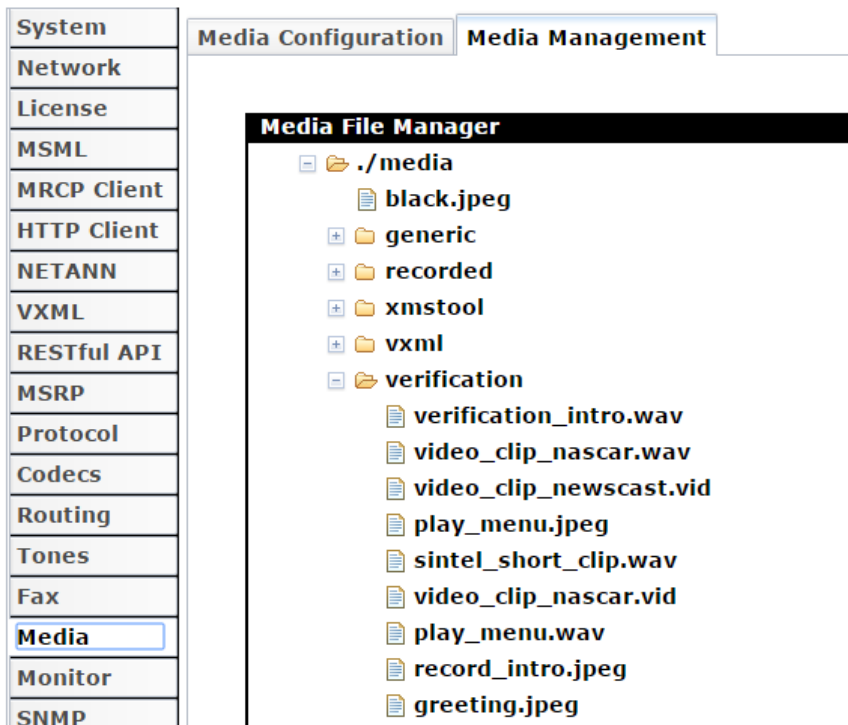 System
Network
License
MSML
MRCP Client
HTTP Client
NETANN
VXML
RESTful API
MSRP
Protocol
Codecs
Routing
Tones
Fax
Media
Monitor
SNMP
Media Configuration
Media Management
Media File Manager
./media
black.jpeg
generic
recorded
xmstool
vxml
verification
verification_intro.wav
video_clip_nascar.wav
video_clip_newscast.vid
play_menu.jpeg
sintel_short_clip.wav
video_clip_nascar.vid
play_menu.wav
record_intro.jpeg
greeting.jpeg